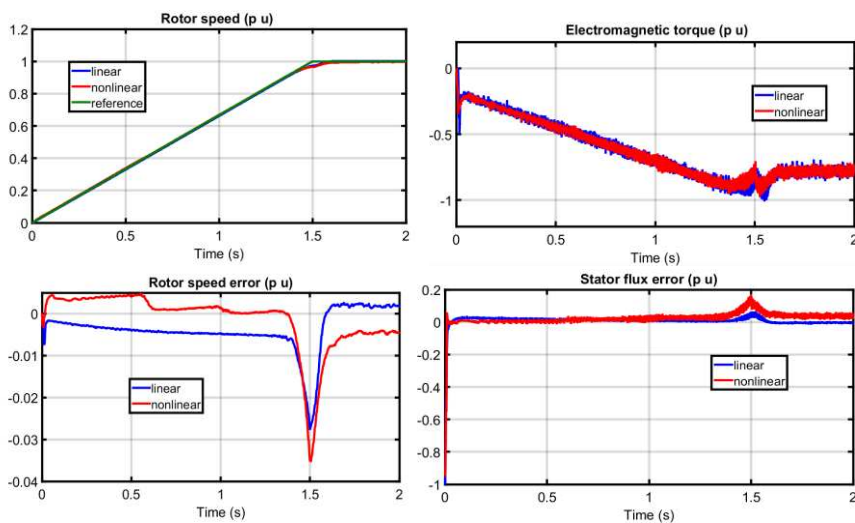 Rotor speed (p u)
1.2
1
0.8
0.6
0.4
0.2
0
linear
nonlinear
reference
0 0.5 1 1.5 2
Time (s)
Electromagnetic torque (p u)
0
-0.5
-1
linear
nonlinear
0 0.5 1 1.5 2
Time (s)
Rotor speed error (p u)
0
-0.01
-0.02
-0.03
-0.04
linear
nonlinear
0 0.5 1 1.5 2
Time (s)
Stator flux error (p u)
0.2
0
-0.2
-0.4
-0.6
-0.8
-1
linear
nonlinear
0 0.5 1 1.5 2
Time (s)